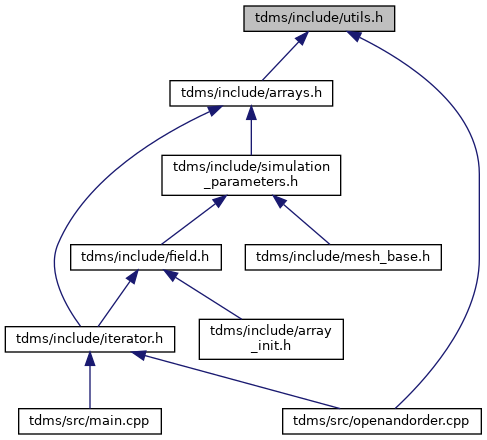 tdms/include/utils.h
tdms/include/arrays.h
tdms/include/simulation
_parameters.h
tdms/include/field.h
tdms/include/mesh_base.h
tdms/include/array
_init.h
tdms/include/iterator.h
tdms/src/main.cpp
tdms/src/openandorder.cpp